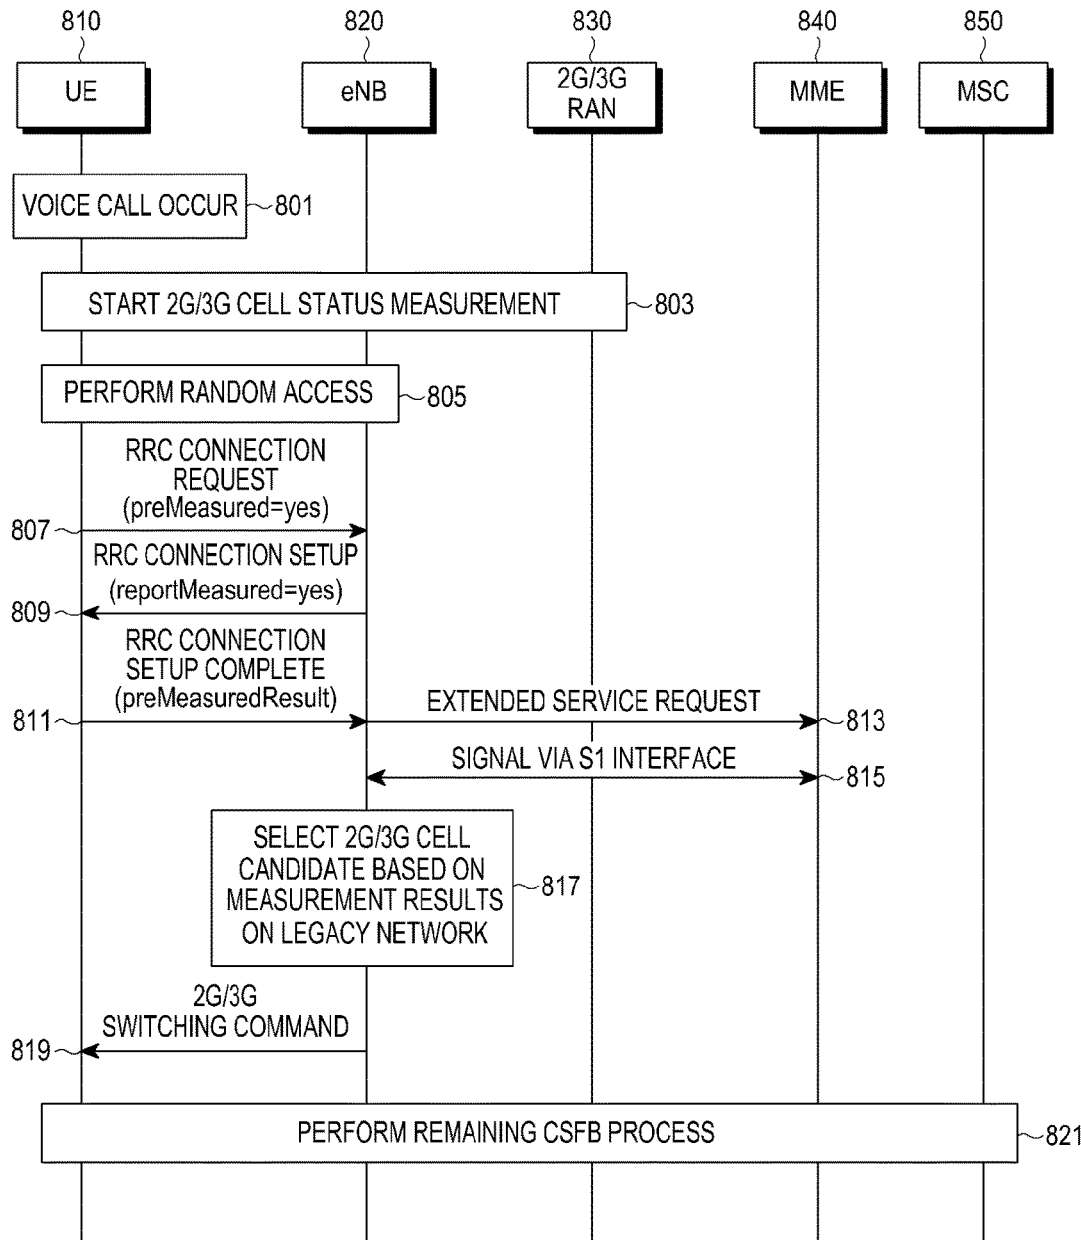 810 820 830 840 850
UE eNB 2G/3G RAN MME MSC
VOICE CALL OCCUR 801
START 2G/3G CELL STATUS MEASUREMENT 803
PERFORM RANDOM ACCESS 805
RRC CONNECTION
REQUEST
(preMeasured=yes)
807
RRC CONNECTION SETUP
(reportMeasured=yes)
809
RRC CONNECTION
SETUP COMPLETE
(preMeasuredResult)
811
EXTENDED SERVICE REQUEST
813
SIGNAL VIA S1 INTERFACE
815
SELECT 2G/3G CELL
CANDIDATE BASED ON
MEASUREMENT RESULTS
ON LEGACY NETWORK
817
2G/3G
SWITCHING COMMAND
819
PERFORM REMAINING CSFB PROCESS 821